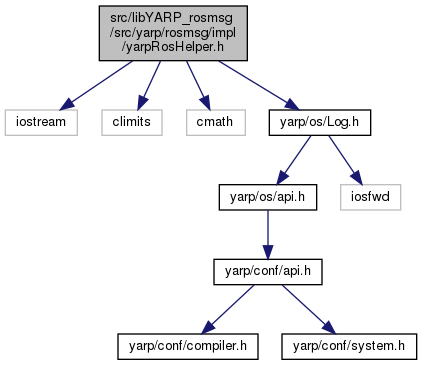 src/libYARP_rosmsg
/src/yarp/rosmsg/impl
/yarpRosHelper.h
iostream
climits
cmath
yarp/os/Log.h
yarp/os/api.h
iosfwd
yarp/conf/api.h
yarp/conf/compiler.h
yarp/conf/system.h